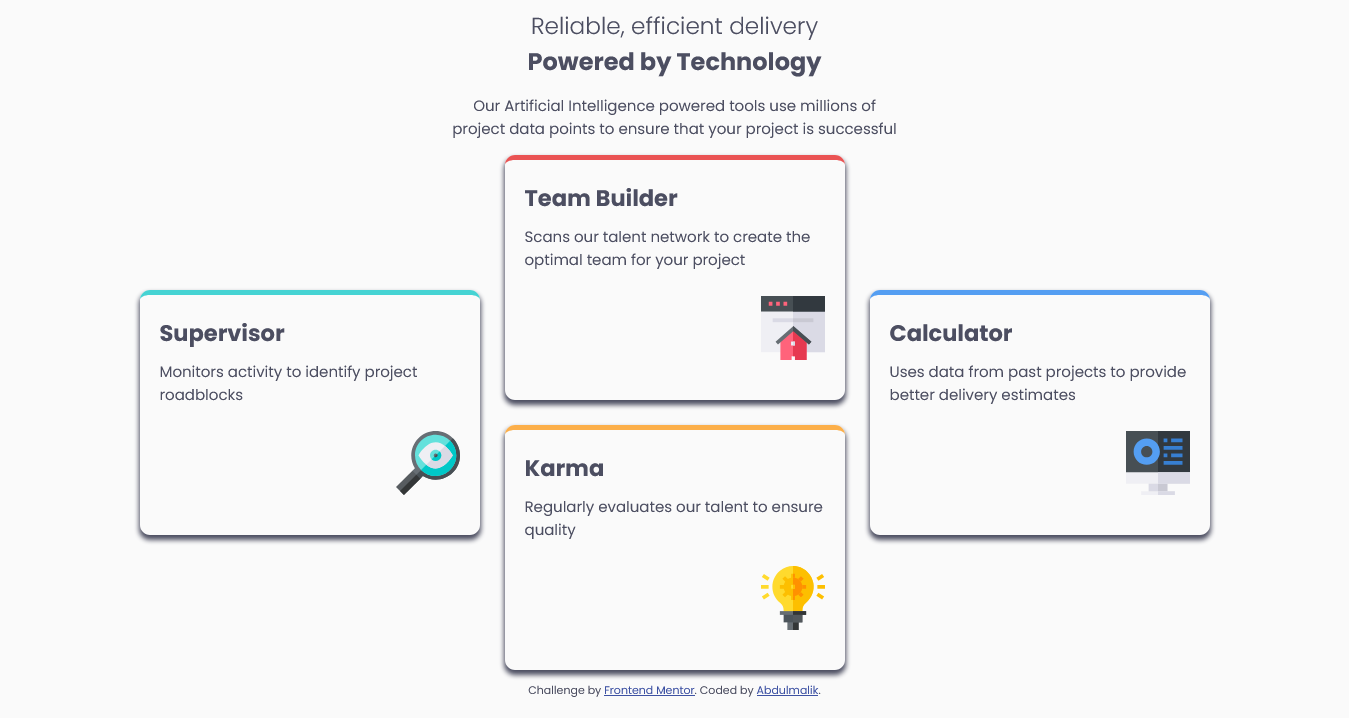 Reliable, efficient delivery
Powered by Technology
Our Artificial Intelligence powered tools use millions of
project data points to ensure that your project is successful
Team Builder
Scans our talent network to create the
optimal team for your project
Supervisor
Monitors activity to identify project
roadblocks
Calculator
Uses data from past projects to provide
better delivery estimates
Karma
Regularly evaluates our talent to ensure
quality
Challenge by Frontend Mentor. Coded by Abdulmalik.